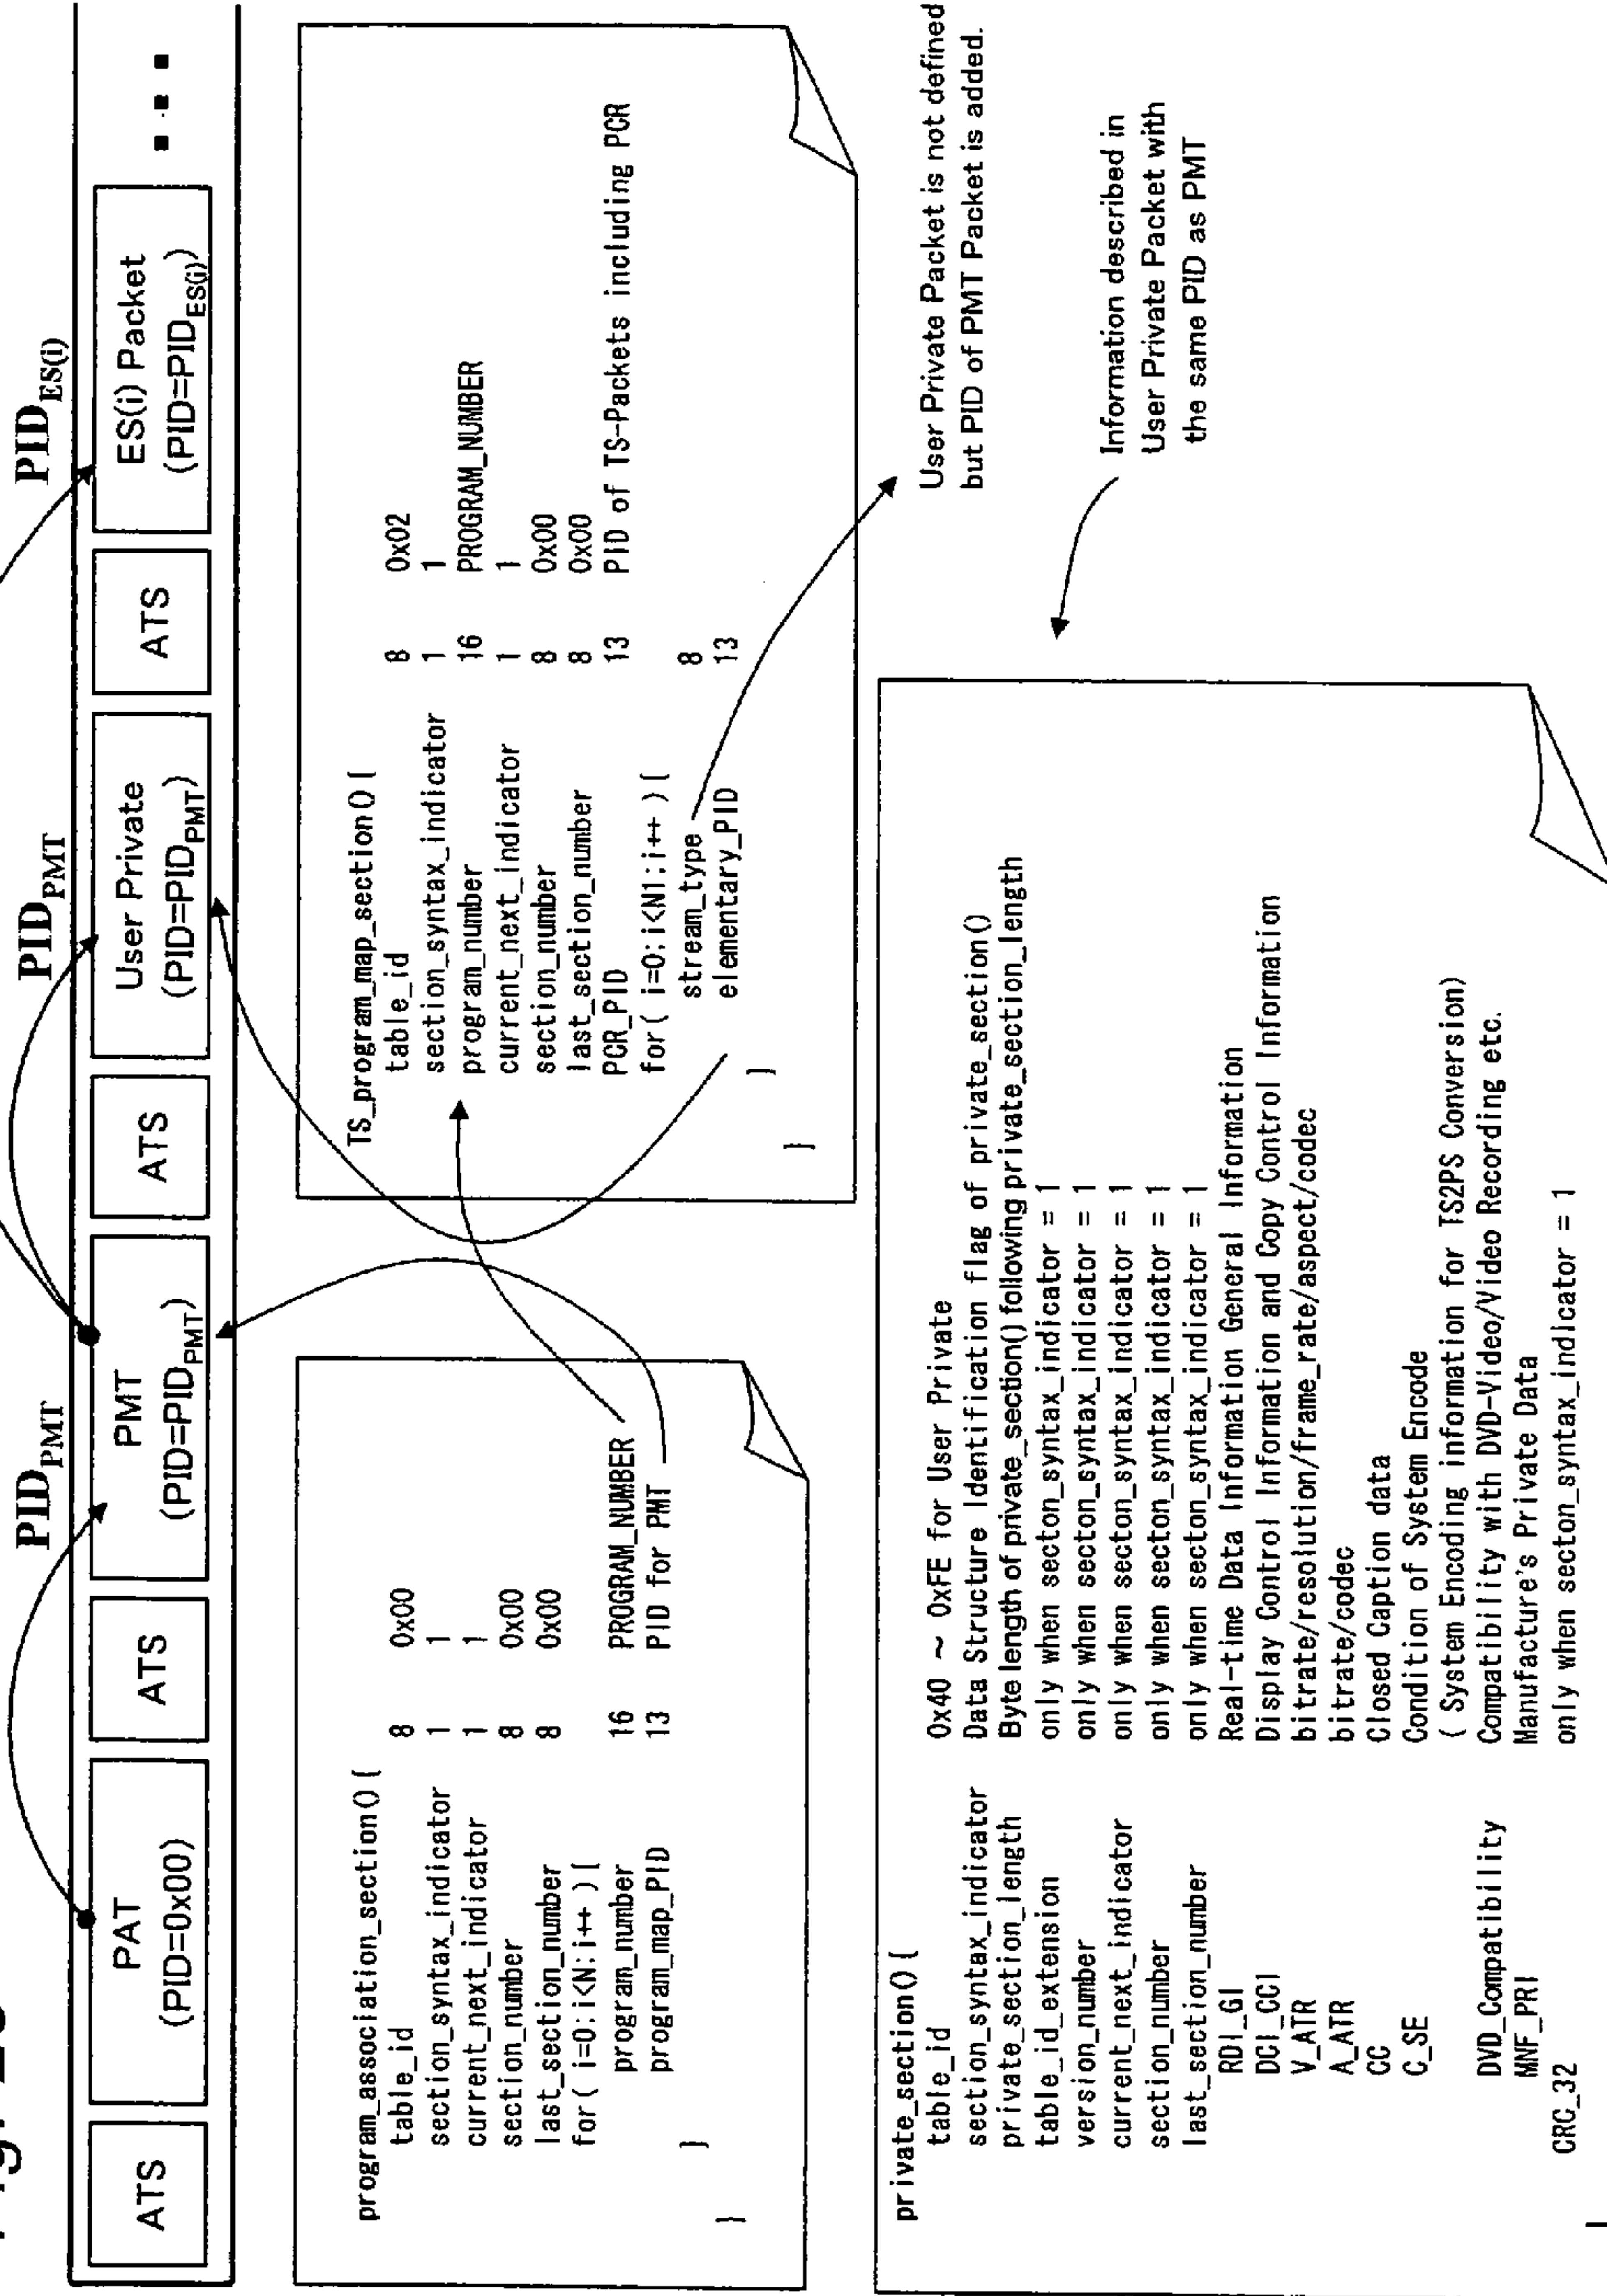 PID_PMT
PID_PMT
PID_ES(i)
ATS
PAT
(PID=0x00)
ATS
PMT
(PID=PID_PMT)
ATS
User Private
(PID=PID_PMT)
ATS
ES(i) Packet
(PID=PID_ES(i))
program_association_section() {
table_id 8 0x00
section_syntax_indicator 1 1
current_next_indicator 1 1
section_number 8 0x00
last_section_number 8 0x00
for( i=0;i<N;i++ ) {
program_number 16 PROGRAM_NUMBER
program_map_PID 13 PID for PMT
}
}
TS_program_map_section() {
table_id 8 0x02
section_syntax_indicator 1 1
program_number 16 PROGRAM_NUMBER
current_next_indicator 1 1
section_number 8 0x00
last_section_number 8 0x00
PCR_PID 13 PID of TS-Packets including PCR
for( i=0;i<N1;i++ ) {
stream_type 8
elementary_PID 13
}
}
User Private Packet is not defined
but PID of PMT Packet is added.
private_section() {
table_id 0x40 ~ 0xFE for User Private
section_syntax_indicator Data Structure Identification flag of private_section()
private_section_length Byte length of private_section() following private_section_length
table_id_extension only when secton_syntax_indicator = 1
version_number only when secton_syntax_indicator = 1
current_next_indicator only when secton_syntax_indicator = 1
section_number only when secton_syntax_indicator = 1
last_section_number only when secton_syntax_indicator = 1
RDI_GI Real-time Data Information General Information
DCI_CCI Display Control Information and Copy Control Information
V_ATR bitrate/resolution/frame_rate/aspect/codec
A_ATR bitrate/codec
CC Closed Caption data
C_SE Condition of System Encode
( System Encoding information for TS2PS Conversion)
DVD_Compatibility Compatibility with DVD-Video/Video Recording etc.
MNF_PRI Manufacture's Private Data
CRC_32 only when secton_syntax_indicator = 1
Information described in
User Private Packet with
the same PID as PMT